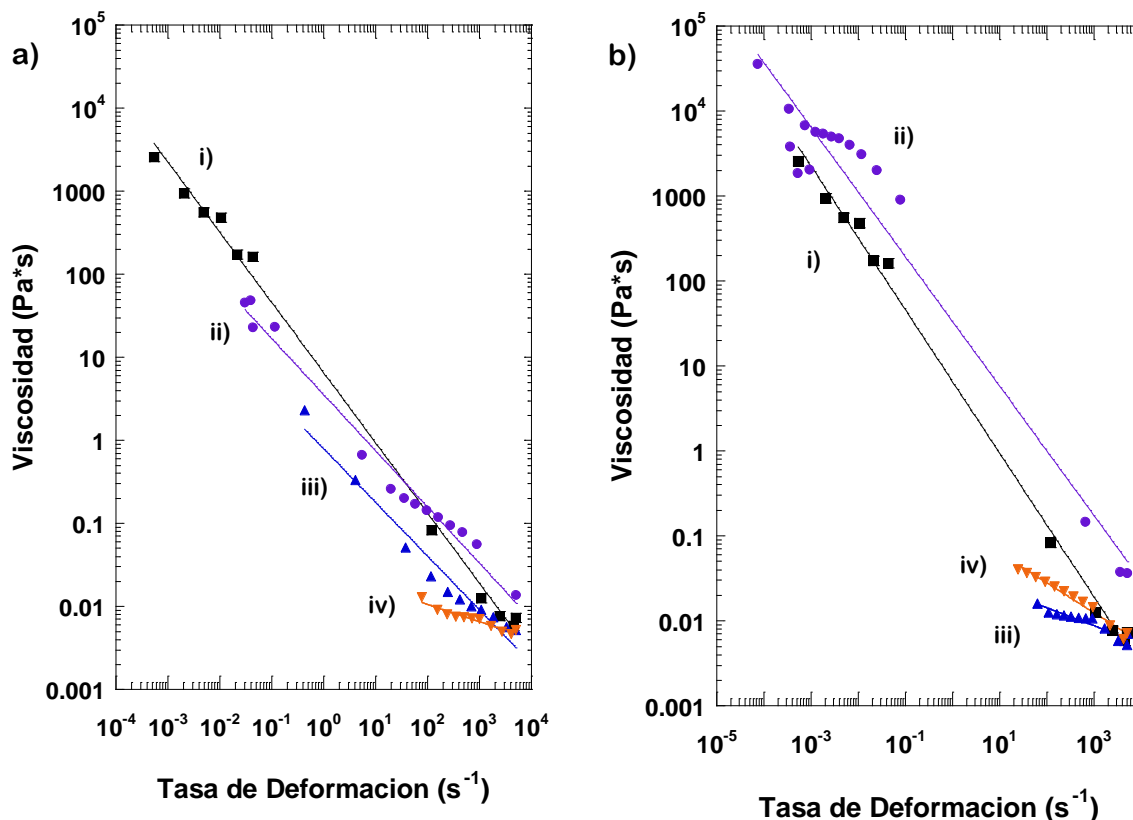 a)
10^5
10^4
1000
100
10
1
0.1
0.01
0.001
Viscosidad (Pa*s)
i)
ii)
iii)
iv)
10^-4 10^-3 10^-2 10^-1 10^0 10^1 10^2 10^3 10^4
Tasa de Deformacion (s^-1)
b)
10^5
10^4
1000
100
10
1
0.1
0.01
0.001
Viscosidad (Pa*s)
ii)
i)
iv)
iii)
10^-5 10^-3 10^-1 10^1 10^3
Tasa de Deformacion (s^-1)